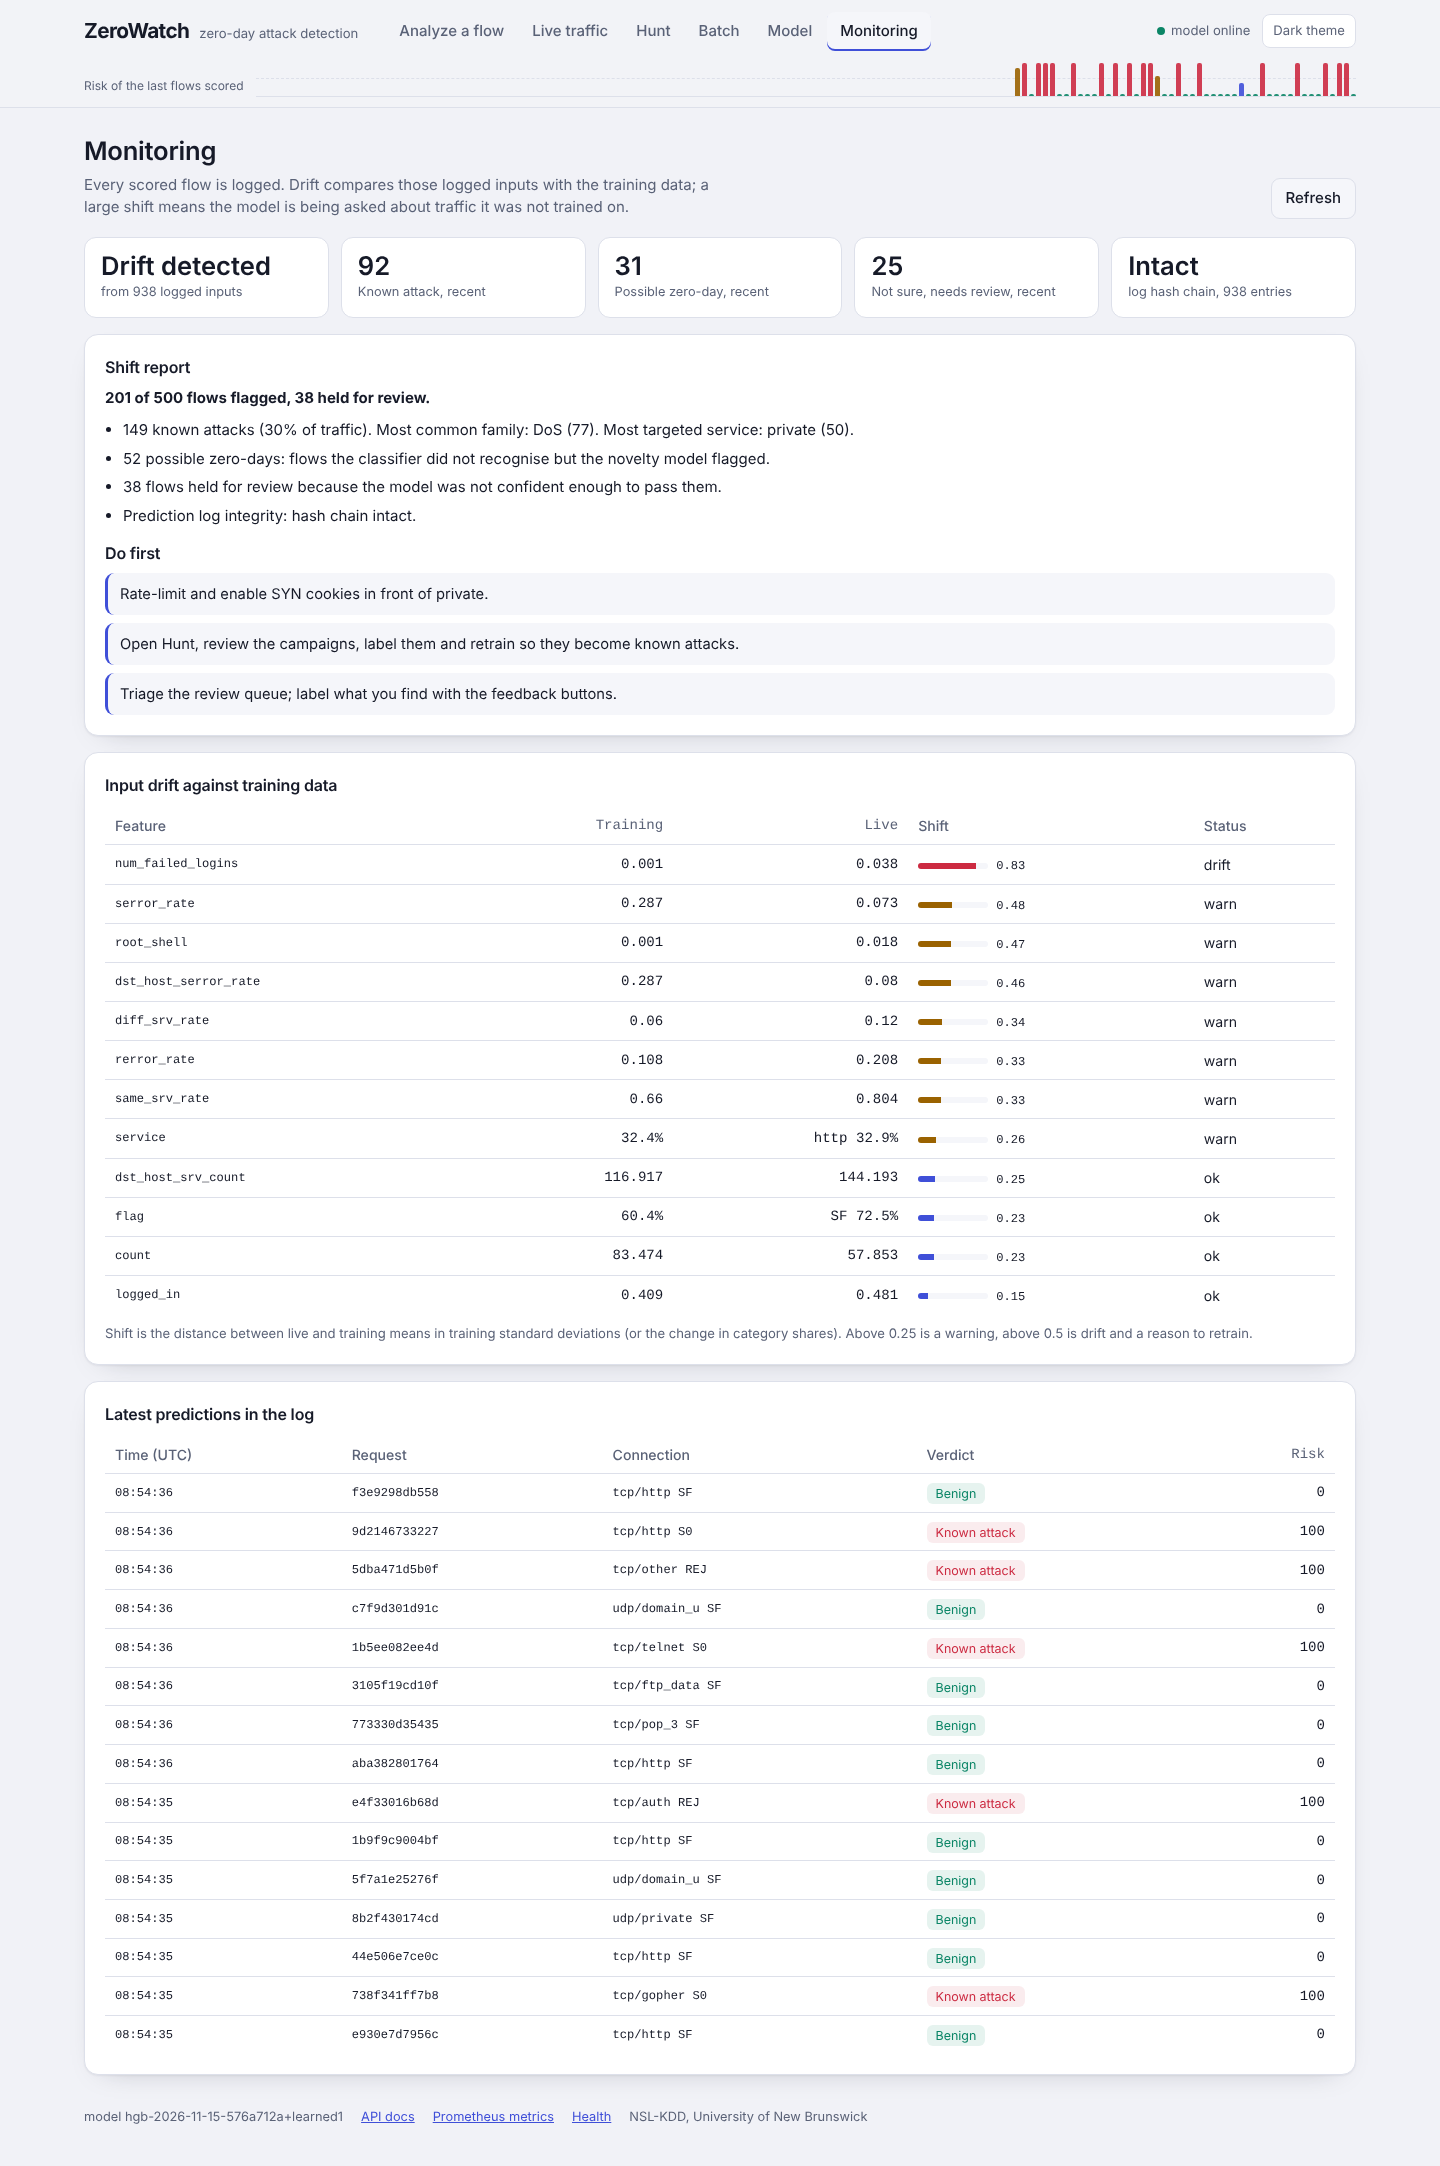 ZeroWatch zero-day attack detection Analyze a flow Live traffic Hunt Batch Model Monitoring model online Dark theme
Risk of the last flows scored
Monitoring
Every scored flow is logged. Drift compares those logged inputs with the training data; a
large shift means the model is being asked about traffic it was not trained on.
Refresh
Drift detected 92 31 25 Intact
from 938 logged inputs Known attack, recent Possible zero-day, recent Not sure, needs review, recent log hash chain, 938 entries
Shift report
201 of 500 flows flagged, 38 held for review.
• 149 known attacks (30% of traffic). Most common family: DoS (77). Most targeted service: private (50).
• 52 possible zero-days: flows the classifier did not recognise but the novelty model flagged.
• 38 flows held for review because the model was not confident enough to pass them.
• Prediction log integrity: hash chain intact.
Do first
Rate-limit and enable SYN cookies in front of private.
Open Hunt, review the campaigns, label them and retrain so they become known attacks.
Triage the review queue; label what you find with the feedback buttons.
Input drift against training data
Feature Training Live Shift Status
num_failed_logins 0.001 0.038 0.83 drift
serror_rate 0.287 0.073 0.48 warn
root_shell 0.001 0.018 0.47 warn
dst_host_serror_rate 0.287 0.08 0.46 warn
diff_srv_rate 0.06 0.12 0.34 warn
rerror_rate 0.108 0.208 0.33 warn
same_srv_rate 0.66 0.804 0.33 warn
service 32.4% http 32.9% 0.26 warn
dst_host_srv_count 116.917 144.193 0.25 ok
flag 60.4% SF 72.5% 0.23 ok
count 83.474 57.853 0.23 ok
logged_in 0.409 0.481 0.15 ok
Shift is the distance between live and training means in training standard deviations (or the change in category shares). Above 0.25 is a warning, above 0.5 is drift and a reason to retrain.
Latest predictions in the log
Time (UTC) Request Connection Verdict Risk
08:54:36 f3e9298db558 tcp/http SF Benign 0
08:54:36 9d2146733227 tcp/http S0 Known attack 100
08:54:36 5dba471d5b0f tcp/other REJ Known attack 100
08:54:36 c7f9d301d91c udp/domain_u SF Benign 0
08:54:36 1b5ee082ee4d tcp/telnet S0 Known attack 100
08:54:36 3105f19cd10f tcp/ftp_data SF Benign 0
08:54:36 773330d35435 tcp/pop_3 SF Benign 0
08:54:36 aba382801764 tcp/http SF Benign 0
08:54:35 e4f33016b68d tcp/auth REJ Known attack 100
08:54:35 1b9f9c9004bf tcp/http SF Benign 0
08:54:35 5f7a1e25276f udp/domain_u SF Benign 0
08:54:35 8b2f430174cd udp/private SF Benign 0
08:54:35 44e506e7ce0c tcp/http SF Benign 0
08:54:35 738f341ff7b8 tcp/gopher S0 Known attack 100
08:54:35 e930e7d7956c tcp/http SF Benign 0
model hgb-2026-11-15-576a712a+learned1 API docs Prometheus metrics Health NSL-KDD, University of New Brunswick